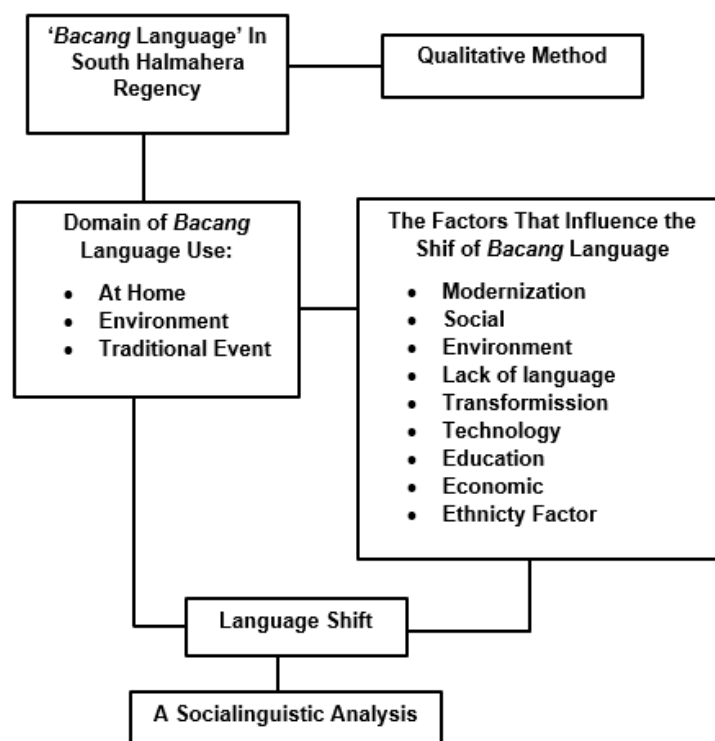 ‘Bacang Language’ In
South Halmahera
Regency
Qualitative Method
Domain of Bacang
Language Use:
• At Home
• Environment
• Traditional Event
The Factors That Influence the
Shif of Bacang Language
• Modernization
• Social
• Environment
• Lack of language
• Transformission
• Technology
• Education
• Economic
• Ethnicty Factor
Language Shift
A Socialinguistic Analysis